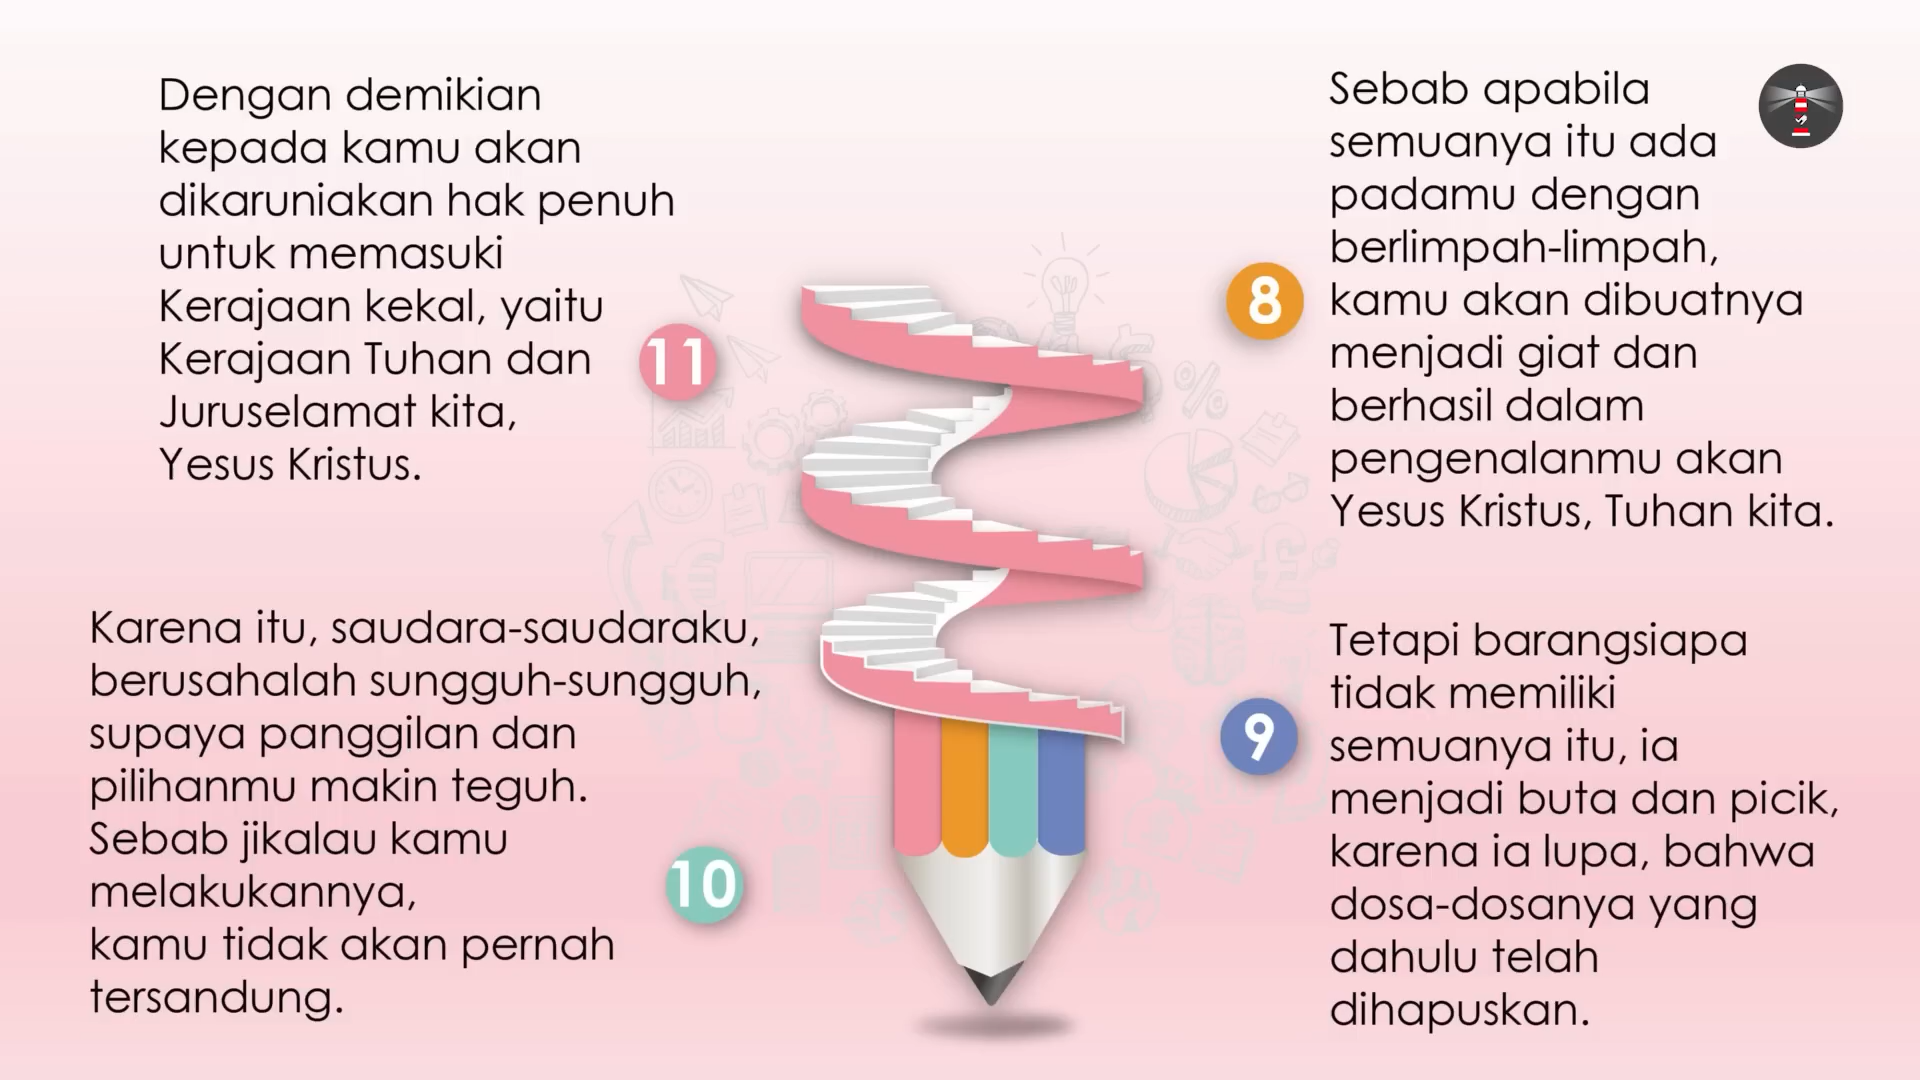 8
Sebab apabila
semuanya itu ada
padamu dengan
berlimpah-limpah,
kamu akan dibuatnya
menjadi giat dan
berhasil dalam
pengenalanmu akan
Yesus Kristus, Tuhan kita.
9
Tetapi barangsiapa
tidak memiliki
semuanya itu, ia
menjadi buta dan picik,
karena ia lupa, bahwa
dosa-dosanya yang
dahulu telah
dihapuskan.
10
Karena itu, saudara-saudaraku,
berusahalah sungguh-sungguh,
supaya panggilan dan
pilihanmu makin teguh.
Sebab jikalau kamu
melakukannya,
kamu tidak akan pernah
tersandung.
11
Dengan demikian
kepada kamu akan
dikaruniakan hak penuh
untuk memasuki
Kerajaan kekal, yaitu
Kerajaan Tuhan dan
Juruselamat kita,
Yesus Kristus.